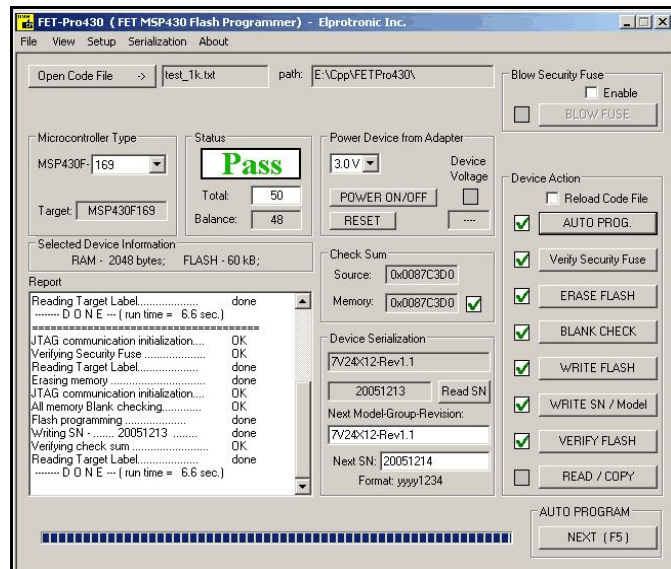 FET-Pro430 ( FET MSP430 Flash Programmer) - Elprotronic Inc.
File View Setup Serialization About
Open Code File -> test_1k.txt path: E:\Cpp\FETPro430\
Blow Security Fuse
Enable
BLOW FUSE
Microcontroller Type
MSP430F- 169
Target: MSP430F169
Status
Pass
Total: 50
Balance: 48
Power Device from Adapter
3.0 V
Device
Voltage
POWER ON/OFF
RESET ----
Selected Device Information
RAM - 2048 bytes; FLASH - 60 kB;
Report
Reading Target Label.................... done
------- D O N E --- ( run time = 6.6 sec.)
========================================
JTAG communication initialization.... OK
Verifying Security Fuse .................. OK
Reading Target Label.................... done
Erasing memory ........................... done
JTAG communication initialization.... OK
All memory Blank checking............ OK
Flash programming ...................... done
Writing SN - ...... 20051213 ........ done
Verifying check sum ..................... OK
Reading Target Label.................... done
------- D O N E --- ( run time = 6.6 sec.)
Check Sum
Source: 0x0087C3D0
Memory: 0x0087C3D0
Device Serialization
7V24X12-Rev1.1
20051213 Read SN
Next Model-Group-Revision:
7V24X12-Rev1.1
Next SN: 20051214
Format: yyyy1234
Device Action
Reload Code File
AUTO PROG.
Verify Security Fuse
ERASE FLASH
BLANK CHECK
WRITE FLASH
WRITE SN / Model
VERIFY FLASH
READ / COPY
AUTO PROGRAM
NEXT ( F5 )